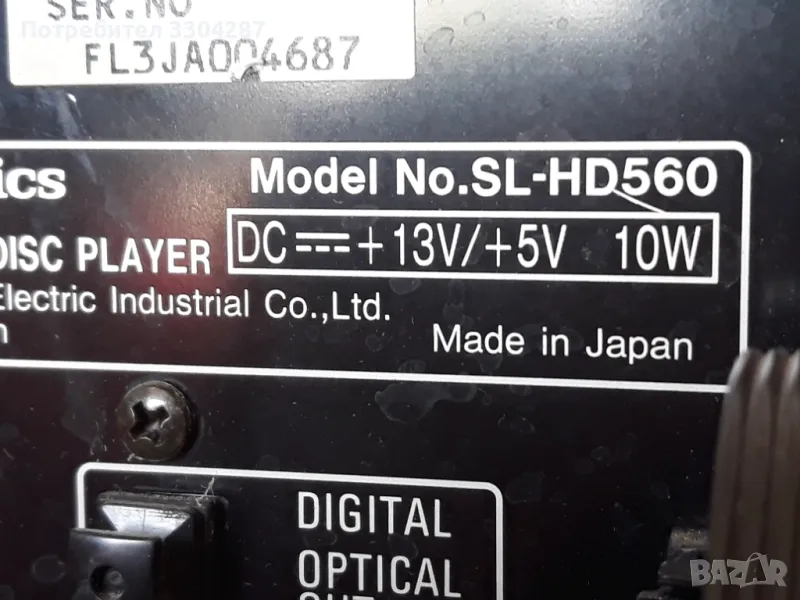 SER.NO
Потребител 3304287
FL3JA004687
ics Model No.SL-HD560
DISC PLAYER DC +13V/+5V 10W
Electric Industrial Co.,Ltd.
n Made in Japan
DIGITAL
OPTICAL
OUT
BAZAR